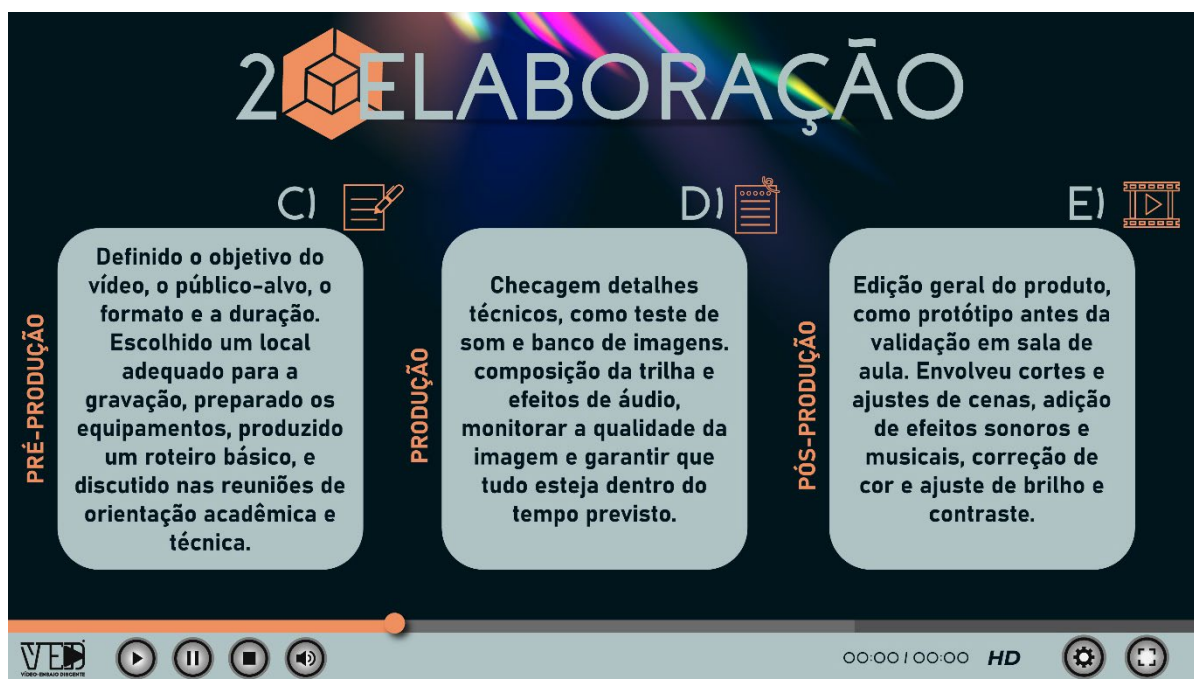 2 ELABORAÇÃO
C)
PRÉ-PRODUÇÃO
Definido o objetivo do
vídeo, o público-alvo, o
formato e a duração.
Escolhido um local
adequado para a
gravação, preparado os
equipamentos, produzido
um roteiro básico, e
discutido nas reuniões de
orientação acadêmica e
técnica.
D)
PRODUÇÃO
Checagem detalhes
técnicos, como teste de
som e banco de imagens.
composição da trilha e
efeitos de áudio,
monitorar a qualidade da
imagem e garantir que
tudo esteja dentro do
tempo previsto.
E)
PÓS-PRODUÇÃO
Edição geral do produto,
como protótipo antes da
validação em sala de
aula. Envolveu cortes e
ajustes de cenas, adição
de efeitos sonoros e
musicais, correção de
cor e ajuste de brilho e
contraste.
VED
VÍDEO-ENSAIO DISCENTE
00:00 / 00:00 HD